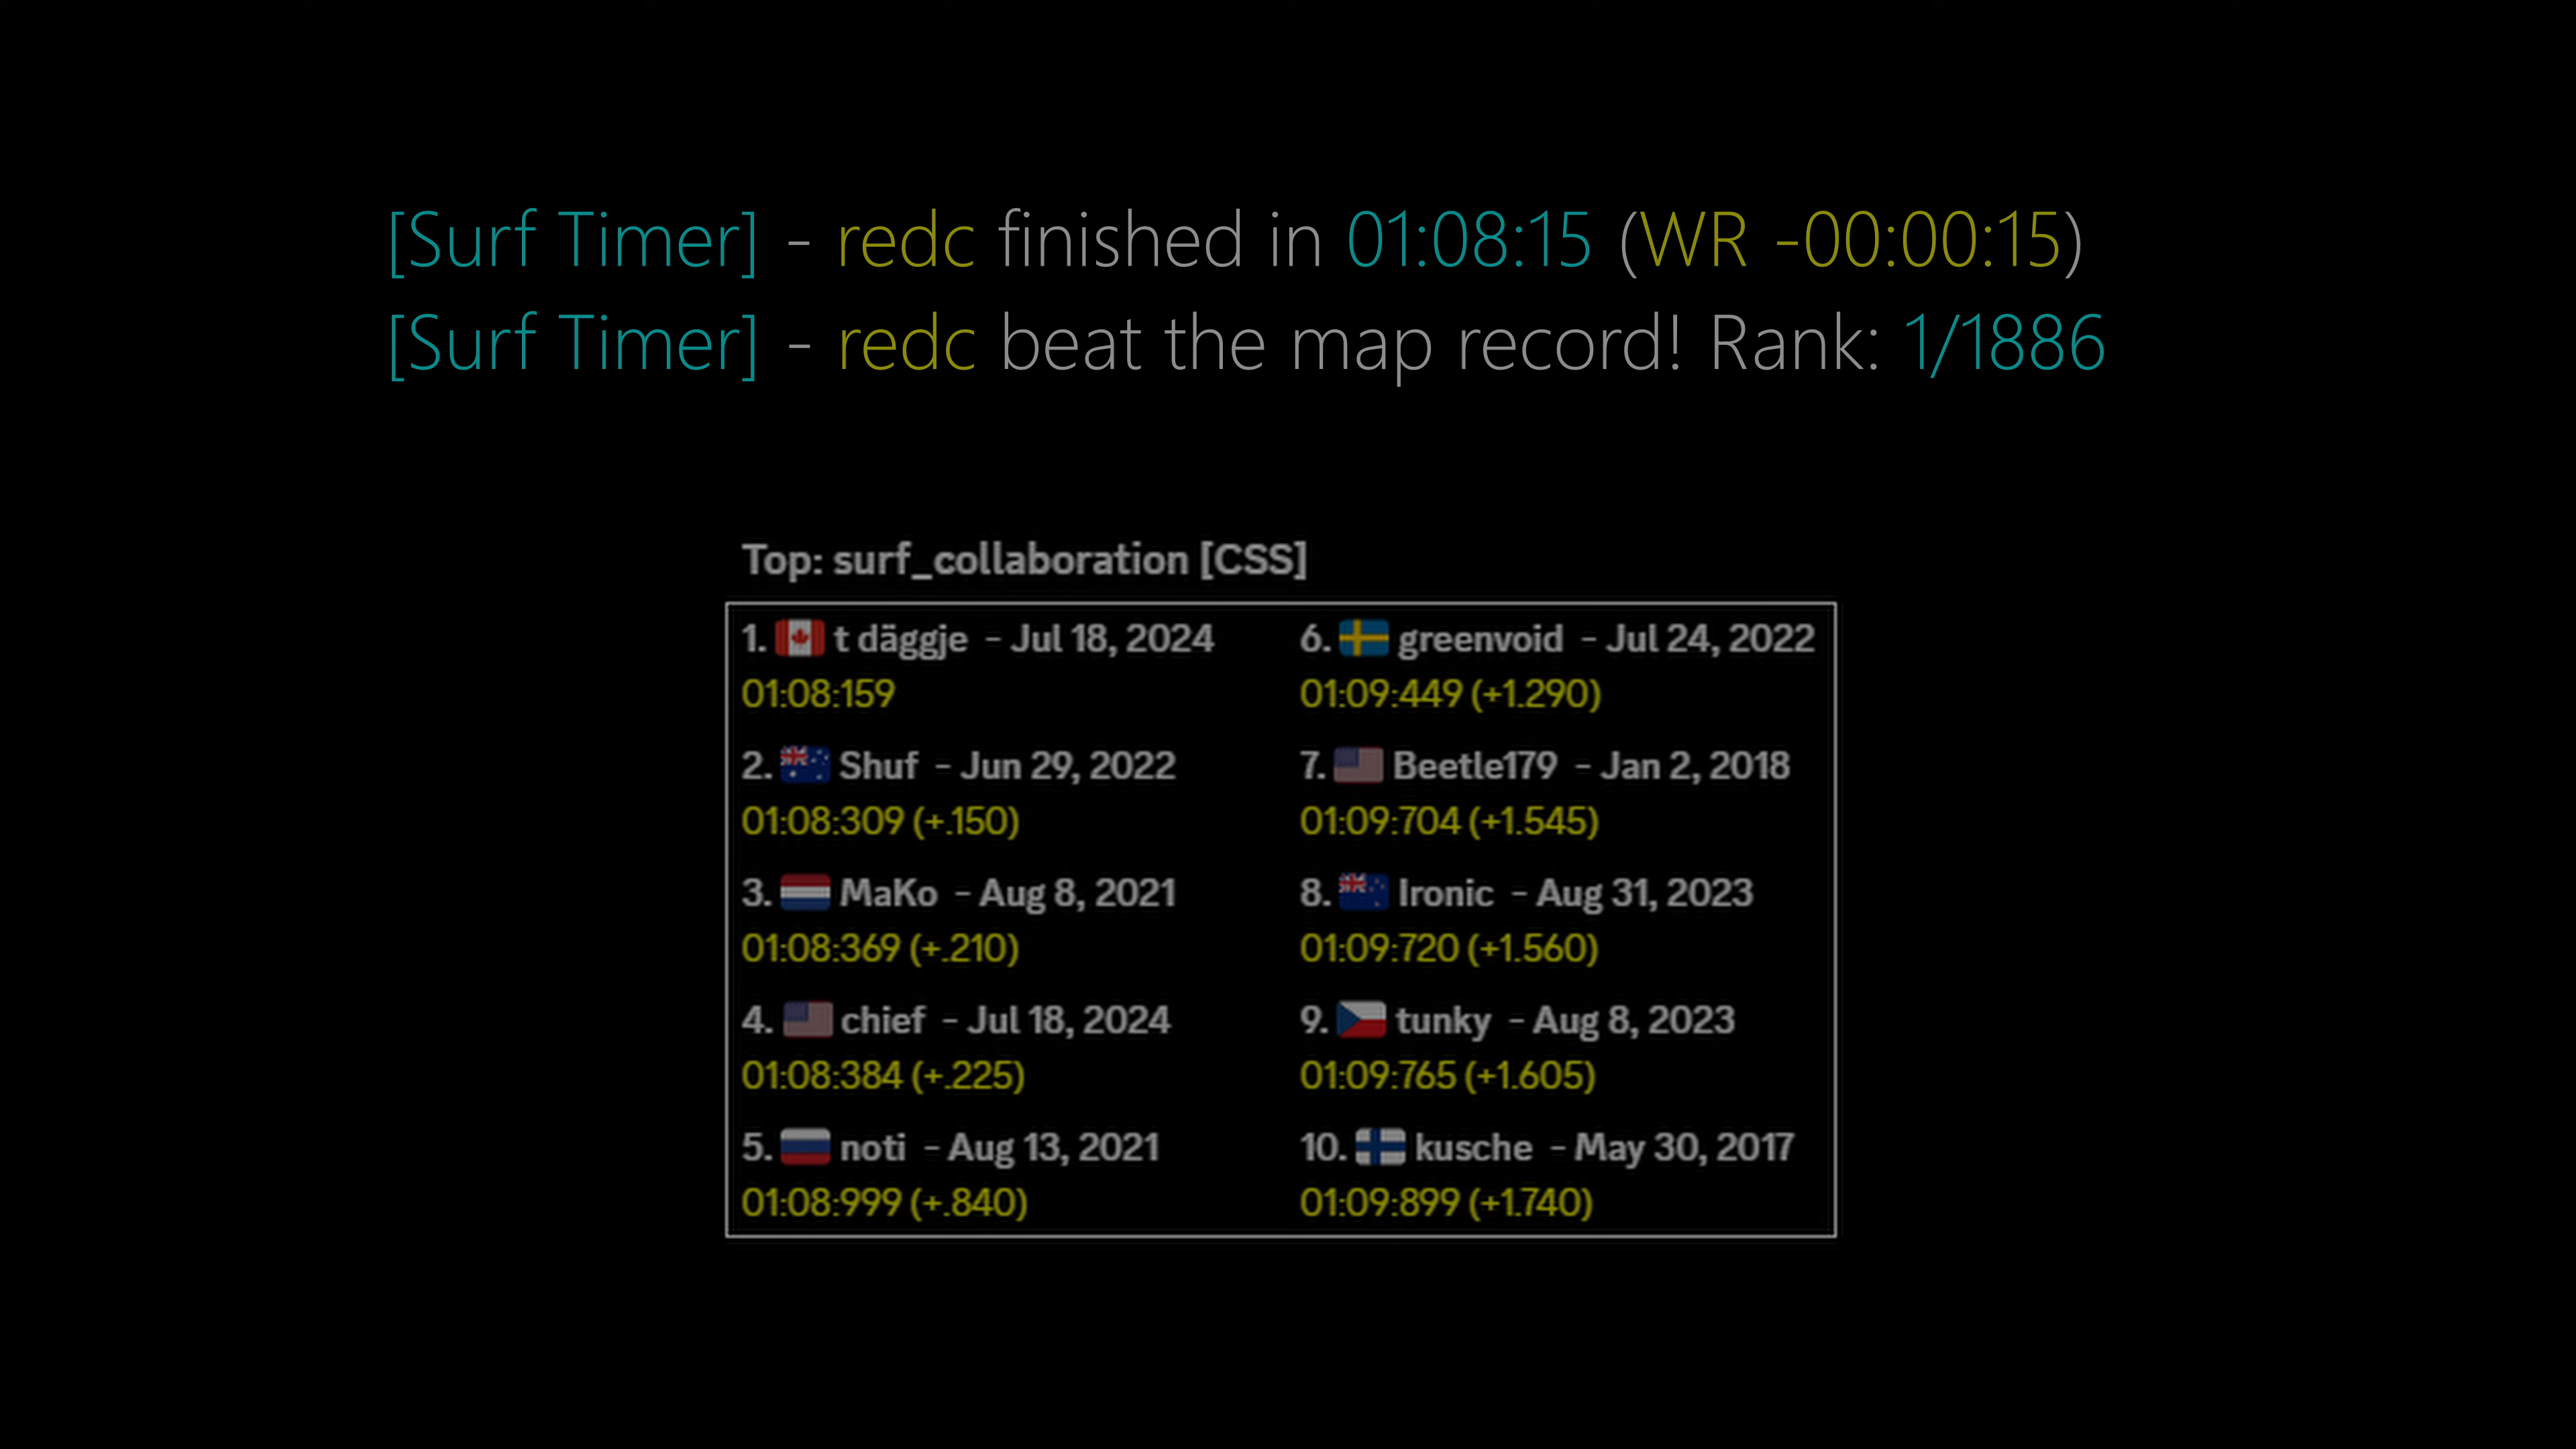 [Surf Timer] - redc finished in 01:08:15 (WR -00:00:15)
[Surf Timer] - redc beat the map record! Rank: 1/1886
Top: surf_collaboration [CSS]
1. t däggje - Jul 18, 2024
01:08:159
2. Shuf - Jun 29, 2022
01:08:309 (+.150)
3. MaKo - Aug 8, 2021
01:08:369 (+.210)
4. chief - Jul 18, 2024
01:08:384 (+.225)
5. noti - Aug 13, 2021
01:08:999 (+.840)
6. greenvoid - Jul 24, 2022
01:09:449 (+1.290)
7. Beetle179 - Jan 2, 2018
01:09:704 (+1.545)
8. Ironic - Aug 31, 2023
01:09:720 (+1.560)
9. tunky - Aug 8, 2023
01:09:765 (+1.605)
10. kusche - May 30, 2017
01:09:899 (+1.740)